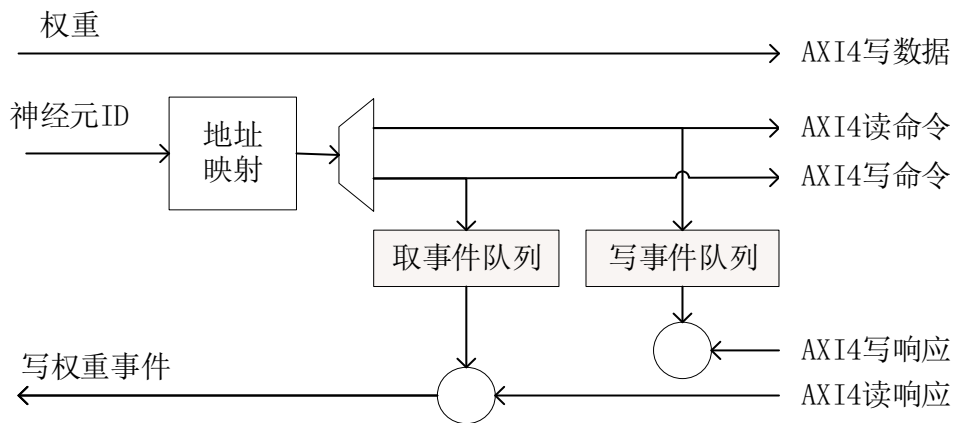 权重
AXI4写数据
神经元ID
地址
映射
AXI4读命令
AXI4写命令
取事件队列
写事件队列
AXI4写响应
写权重事件
AXI4读响应